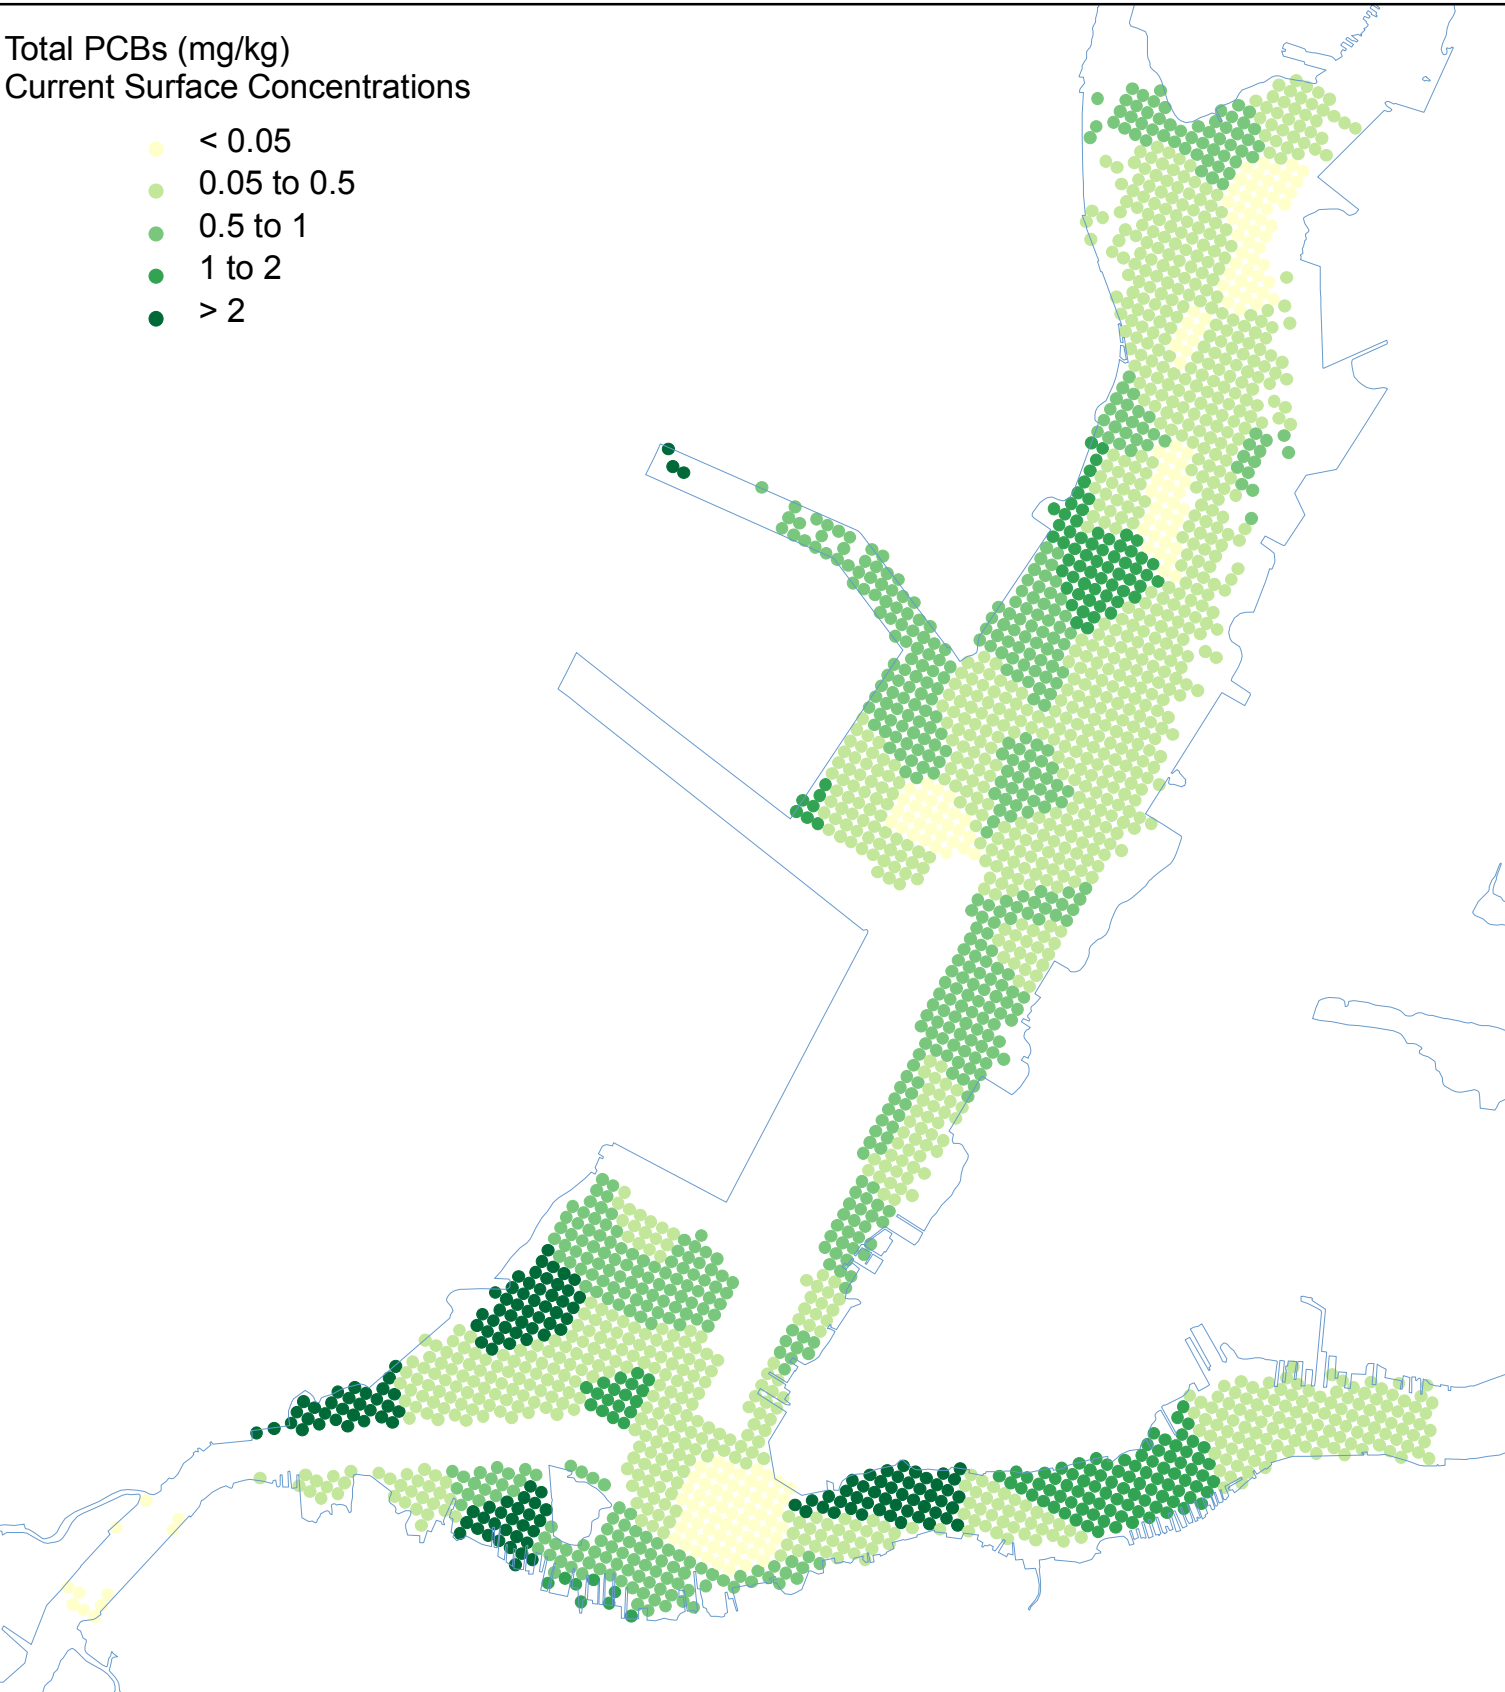 Total PCBs (mg/kg)
Current Surface Concentrations
< 0.05
0.05 to 0.5
0.5 to 1
1 to 2
> 2